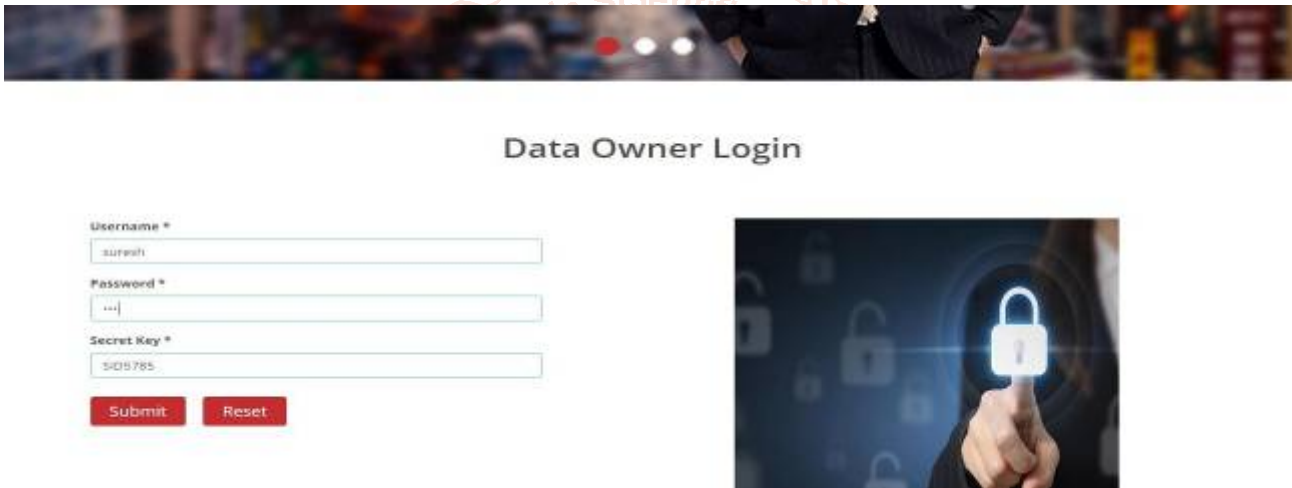 Data Owner Login
Username *
suresh
Password *
•••
Secret Key *
SID5785
Submit Reset